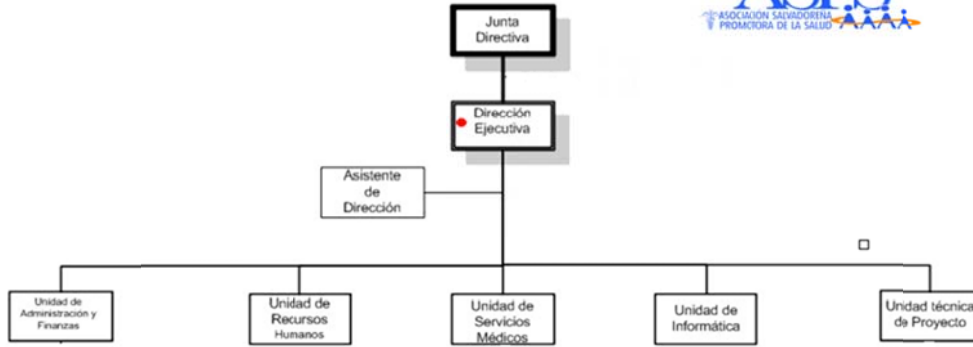 ASOCIACIÓN SALVADOREÑA
PROMOTORA DE LA SALUD
Junta
Directiva
Dirección
Ejecutiva
Asistente
de
Dirección
Unidad de
Administración y
Finanzas
Unidad de
Recursos
Humanos
Unidad de
Servicios
Médicos
Unidad de
Informática
Unidad técnica
de Proyecto